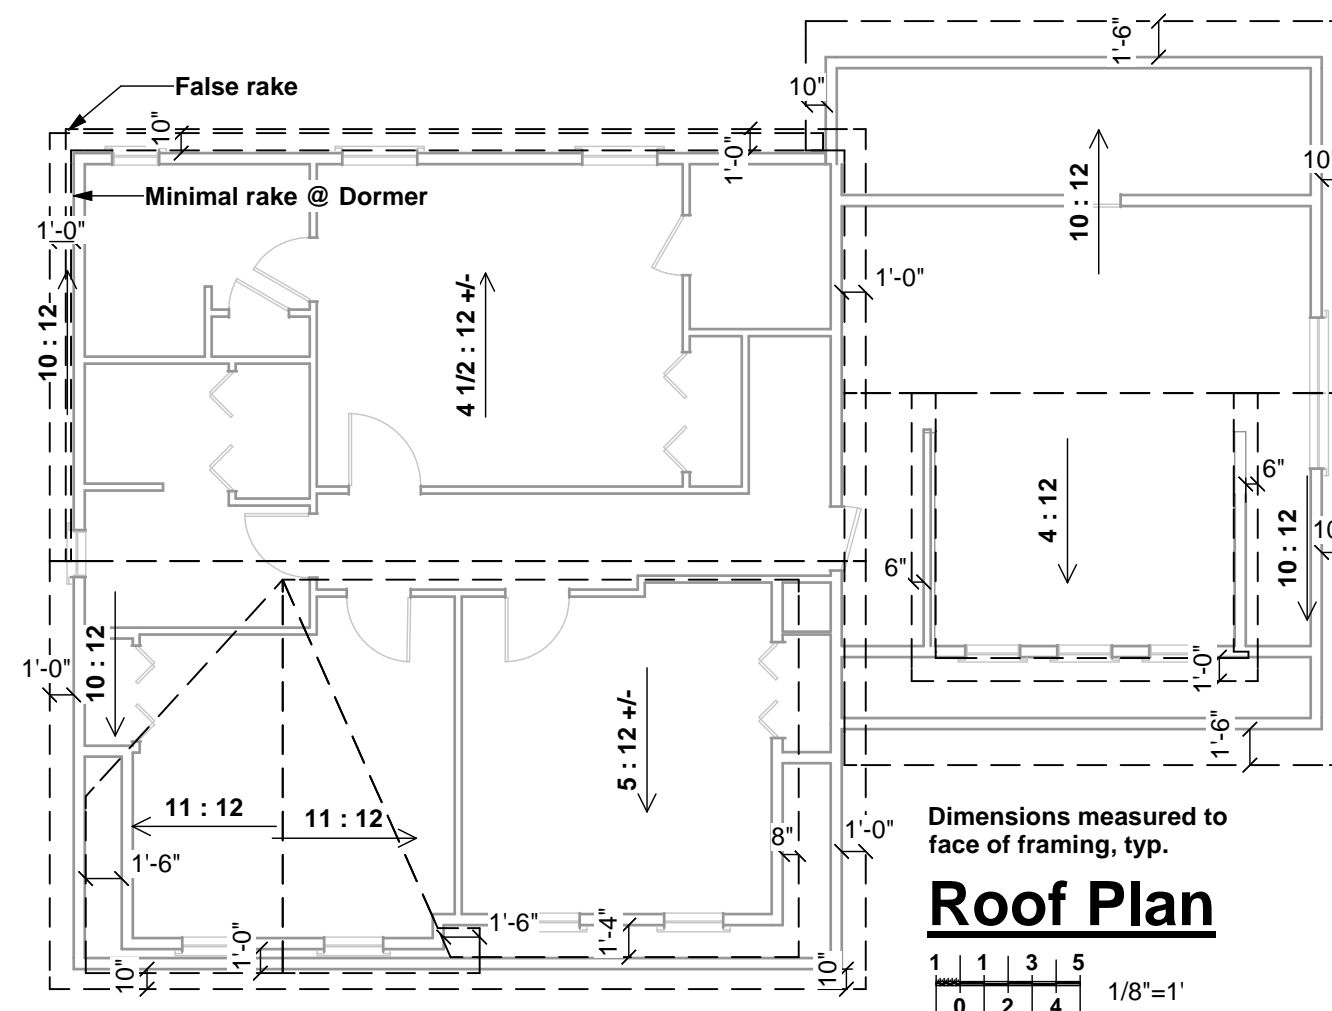 1'-6"
False rake
10"
10"
1'-0"
10"
Minimal rake @ Dormer
10 : 12
1'-0"
1'-0"
10 : 12
4 1/2 : 12 +/-
6"
4 : 12
10 : 12
10
6"
10 : 12
1'-0"
1'-0"
5 : 12 +/-
1'-6"
11 : 12
11 : 12
8"
1'-0"
1'-6"
1'-6"
1'-4"
1'-0"
10"
10"
Dimensions measured to
face of framing, typ.
Roof Plan
1 1 3 5
0 2 4
1/8"=1'